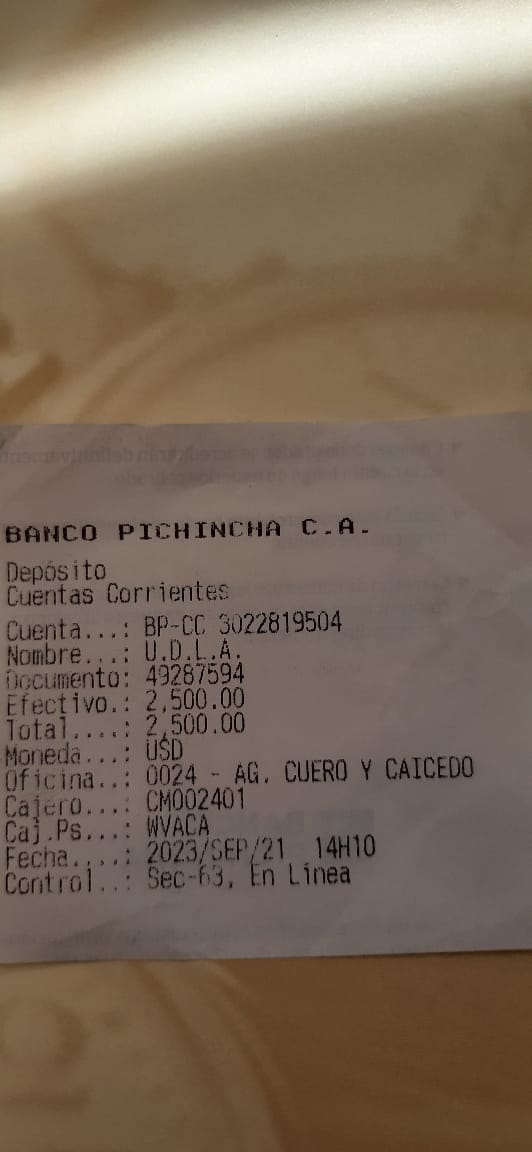 BANCO PICHINCHA C.A.
Depósito
Cuentas Corrientes
Cuenta...: BP-CC 3022819504
Nombre...: U.D.L.A.
Documento: 49287594
Efectivo.: 2,500.00
Total....: 2,500.00
Moneda...: USD
Oficina..: 0024 - AG. CUERO Y CAICEDO
Cajero...: CM002401
Caj.Ps...: WVACA
Fecha....: 2023/SEP/21 14H10
Control..: Sec-63, En Línea